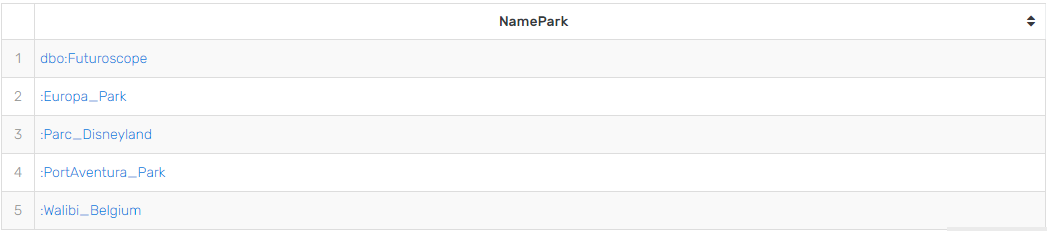 NamePark
1 dbo:Futuroscope
2 :Europa_Park
3 :Parc_Disneyland
4 :PortAventura_Park
5 :Walibi_Belgium